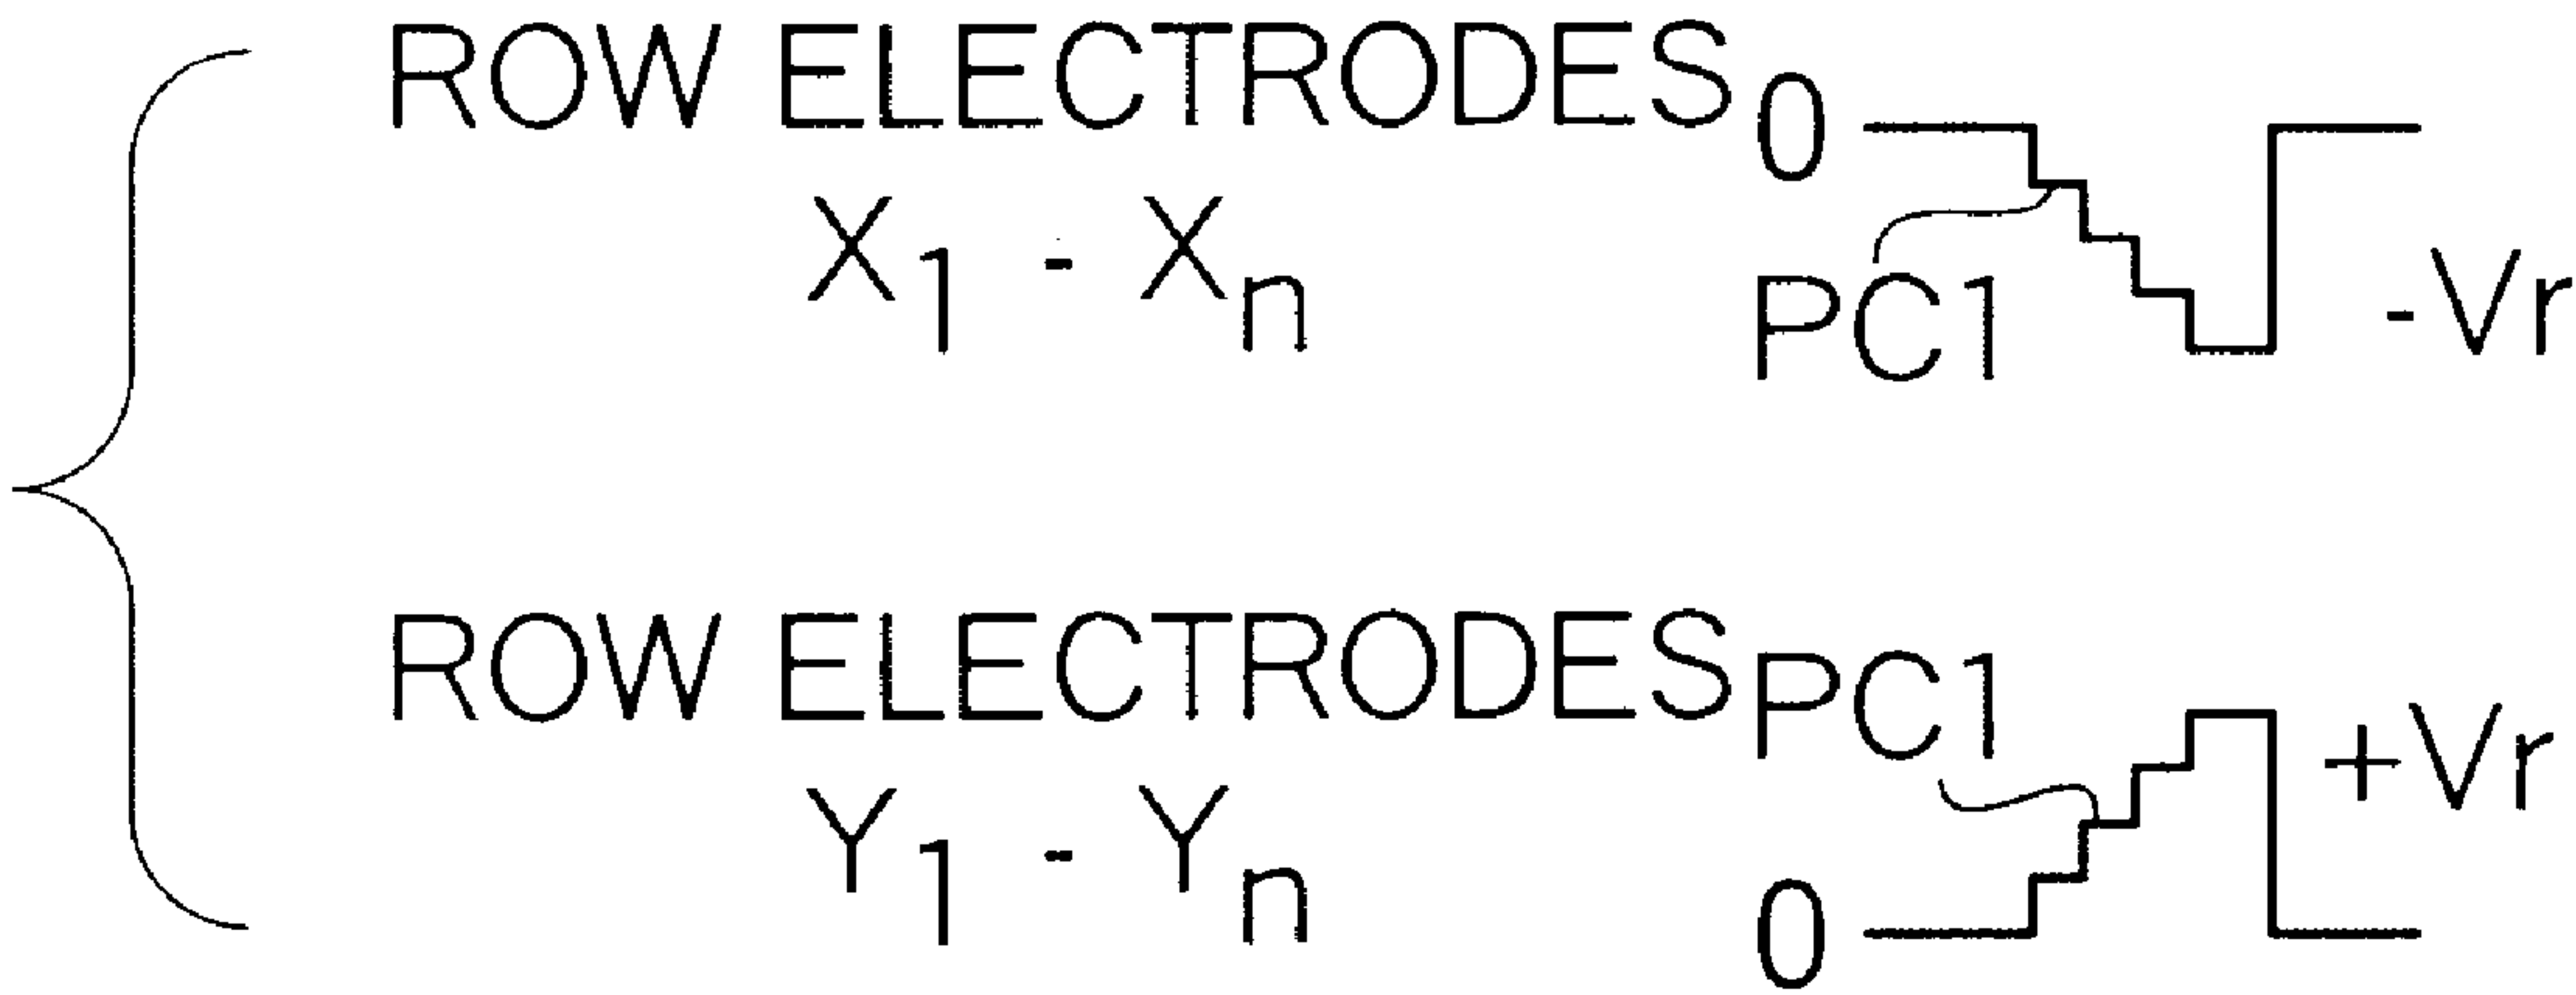 ROW ELECTRODES
X1 - Xn
0
PC1
-Vr
ROW ELECTRODES
Y1 - Yn
PC1
+Vr
0